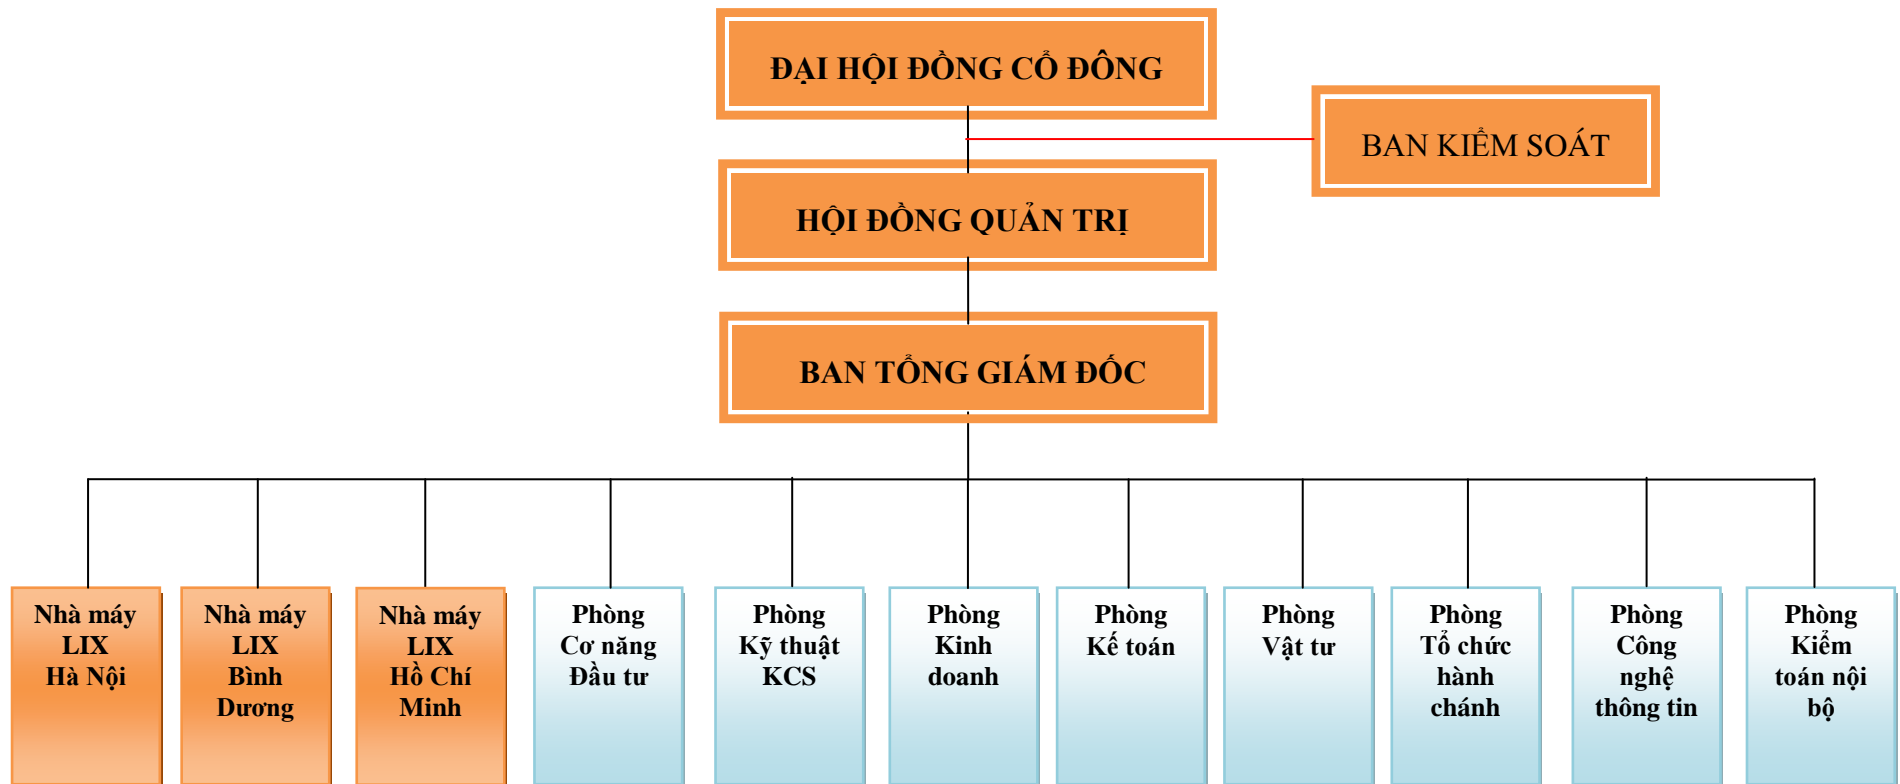 ĐẠI HỘI ĐỒNG CỔ ĐÔNG
BAN KIỂM SOÁT
HỘI ĐỒNG QUẢN TRỊ
BAN TỔNG GIÁM ĐỐC
Nhà máy
LIX
Hà Nội
Nhà máy
LIX
Bình
Dương
Nhà máy
LIX
Hồ Chí
Minh
Phòng
Cơ năng
Đầu tư
Phòng
Kỹ thuật
KCS
Phòng
Kinh
doanh
Phòng
Kế toán
Phòng
Vật tư
Phòng
Tổ chức
hành
chánh
Phòng
Công
nghệ
thông tin
Phòng
Kiểm
toán nội
bộ